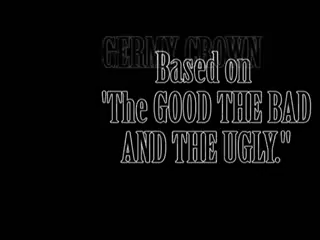 GERMY CROWN
Based on
'The GOOD THE BAD
AND THE UGLY."